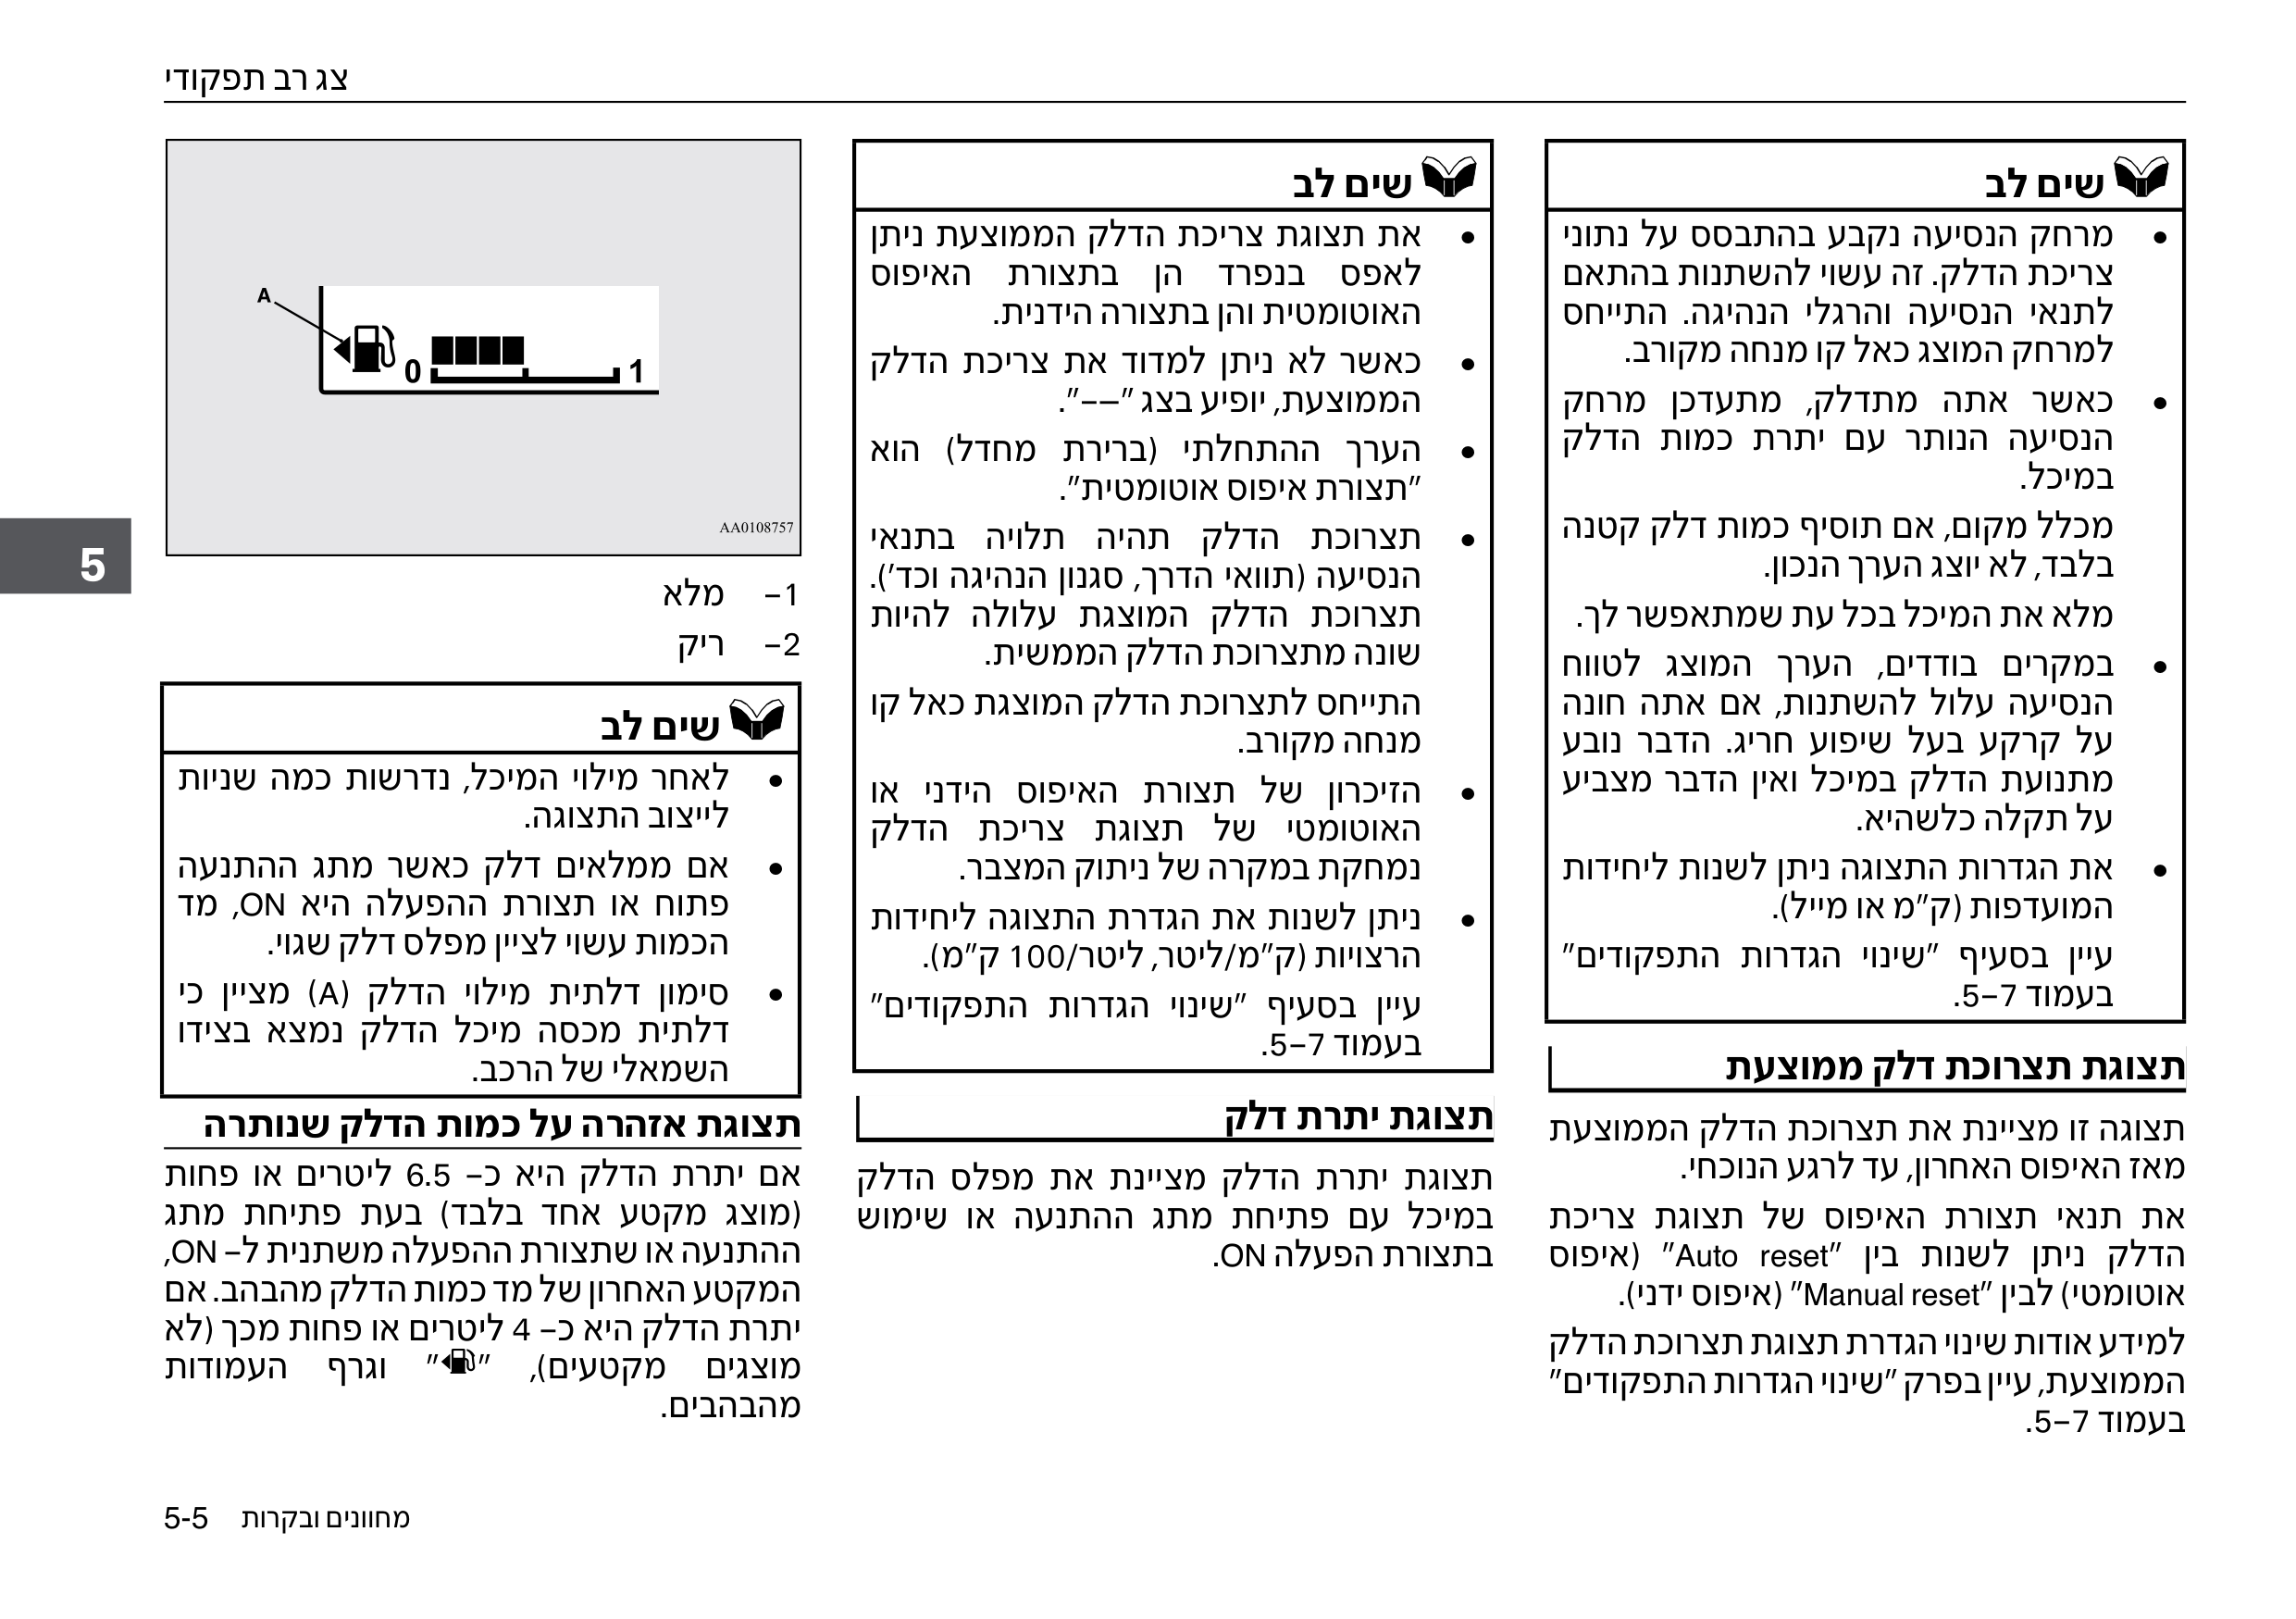 צג רב תפקודי
שים לב
• מרחק הנסיעה נקבע בהתבסס על נתוני
צריכת הדלק. זה עשוי להשתנות בהתאם
לתנאי הנסיעה והרגלי הנהיגה. התייחס
למרחק המוצג כאל קו מנחה מקורב.
• כאשר אתה מתדלק, מתעדכן מרחק
הנסיעה הנותר עם יתרת כמות הדלק
במיכל.
מכלל מקום, אם תוסיף כמות דלק קטנה
בלבד, לא יוצג הערך הנכון.
מלא את המיכל בכל עת שמתאפשר לך.
• במקרים בודדים, הערך המוצג לטווח
הנסיעה עלול להשתנות, אם אתה חונה
על קרקע בעל שיפוע חריג. הדבר נובע
מתנועת הדלק במיכל ואין הדבר מצביע
על תקלה כלשהיא.
• את הגדרות התצוגה ניתן לשנות ליחידות
המועדפות (ק"מ או מייל).
עיין בסעיף "שינוי הגדרות התפקודים"
בעמוד 5-7.
תצוגת תצרוכת דלק ממוצעת
תצוגה זו מציינת את תצרוכת הדלק הממוצעת
מאז האיפוס האחרון, עד לרגע הנוכחי.
את תנאי תצורת האיפוס של תצוגת צריכת
הדלק ניתן לשנות בין "Auto reset" (איפוס
אוטומטי) לבין "Manual reset" (איפוס ידני).
למידע אודות שינוי הגדרת תצוגת תצרוכת הדלק
הממוצעת, עיין בפרק "שינוי הגדרות התפקודים"
בעמוד 5-7.
שים לב
• את תצוגת צריכת הדלק הממוצעת ניתן
לאפס בנפרד הן בתצורת האיפוס
האוטומטית והן בתצורה הידנית.
• כאשר לא ניתן למדוד את צריכת הדלק
הממוצעת, יופיע בצג "--".
• הערך ההתחלתי (ברירת מחדל) הוא
"תצורת איפוס אוטומטית".
• תצרוכת הדלק תהיה תלויה בתנאי
הנסיעה (תוואי הדרך, סגנון הנהיגה וכד').
תצרוכת הדלק המוצגת עלולה להיות
שונה מתצרוכת הדלק הממשית.
התייחס לתצרוכת הדלק המוצגת כאל קו
מנחה מקורב.
• הזיכרון של תצורת האיפוס הידני או
האוטומטי של תצוגת צריכת הדלק
נמחקת במקרה של ניתוק המצבר.
• ניתן לשנות את הגדרת התצוגה ליחידות
הרצויות (ק"מ/ליטר, ליטר/100 ק"מ).
עיין בסעיף "שינוי הגדרות התפקודים"
בעמוד 5-7.
תצוגת יתרת דלק
תצוגת יתרת הדלק מציינת את מפלס הדלק
במיכל עם פתיחת מתג ההתנעה או שימוש
בתצורת הפעלה ON.
A
0 1
AA0108757
1- מלא
2- ריק
שים לב
• לאחר מילוי המיכל, נדרשות כמה שניות
לייצוב התצוגה.
• אם ממלאים דלק כאשר מתג ההתנעה
פתוח או תצורת ההפעלה היא ON, מד
הכמות עשוי לציין מפלס דלק שגוי.
• סימון דלתית מילוי הדלק (A) מציין כי
דלתית מכסה מיכל הדלק נמצא בצידו
השמאלי של הרכב.
תצוגת אזהרה על כמות הדלק שנותרה
אם יתרת הדלק היא כ- 6.5 ליטרים או פחות
(מוצג מקטע אחד בלבד) בעת פתיחת מתג
ההתנעה או שתצורת ההפעלה משתנית ל- ON,
המקטע האחרון של מד כמות הדלק מהבהב. אם
יתרת הדלק היא כ- 4 ליטרים או פחות מכך (לא
מוצגים מקטעים), "" וגרף העמודות
מהבהבים.
5
מחוונים ובקרות 5-5